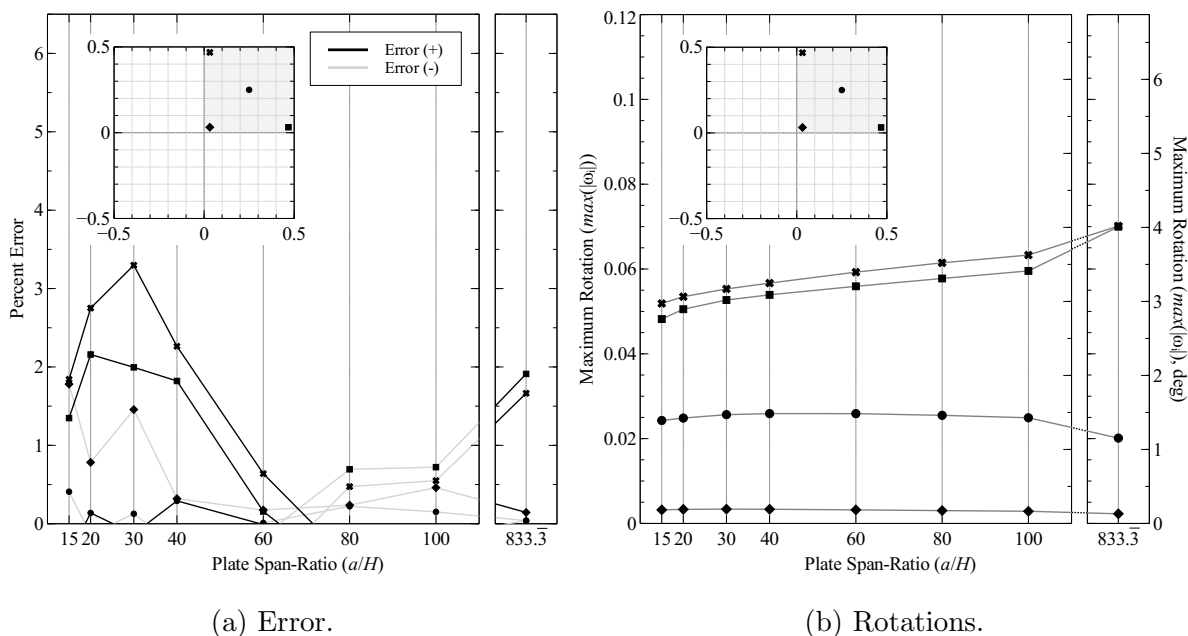 6
5
4
3
2
1
0
Percent Error
15 20 30 40 60 80 100 833.3̅
Plate Span-Ratio (a/H)
Error (+)
Error (-)
0.5
0
−0.5
−0.5 0 0.5
(a) Error.
0.12
0.1
0.08
0.06
0.04
0.02
0
Maximum Rotation (max(|ωᵢ|))
15 20 30 40 60 80 100 833.3̅
Plate Span-Ratio (a/H)
0.5
0
−0.5
−0.5 0 0.5
6
5
4
3
2
1
0
Maximum Rotation (max(|ωᵢ|), deg)
(b) Rotations.